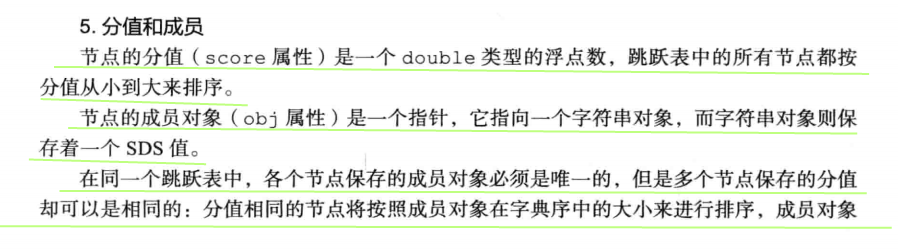 5. 分值和成员
节点的分值（score 属性）是一个 double 类型的浮点数，跳跃表中的所有节点都按
分值从小到大来排序。
节点的成员对象（obj 属性）是一个指针，它指向一个字符串对象，而字符串对象则保
存着一个 SDS 值。
在同一个跳跃表中，各个节点保存的成员对象必须是唯一的，但是多个节点保存的分值
却可以是相同的：分值相同的节点将按照成员对象在字典序中的大小来进行排序，成员对象